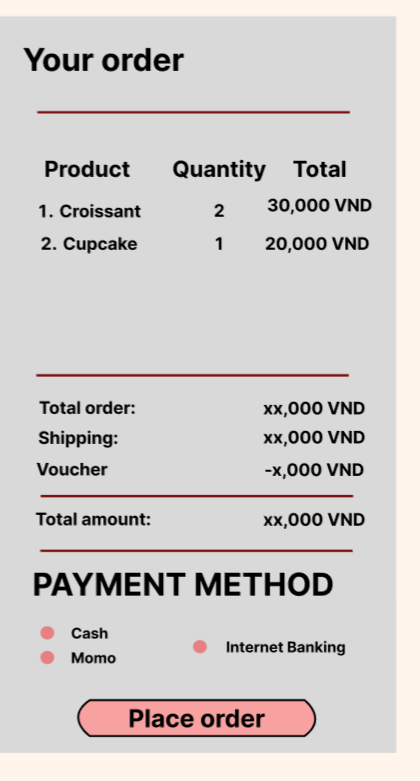 Your order
Product Quantity Total
1. Croissant 2 30,000 VND
2. Cupcake 1 20,000 VND
Total order: xx,000 VND
Shipping: xx,000 VND
Voucher -x,000 VND
Total amount: xx,000 VND
PAYMENT METHOD
Cash
Momo
Internet Banking
Place order